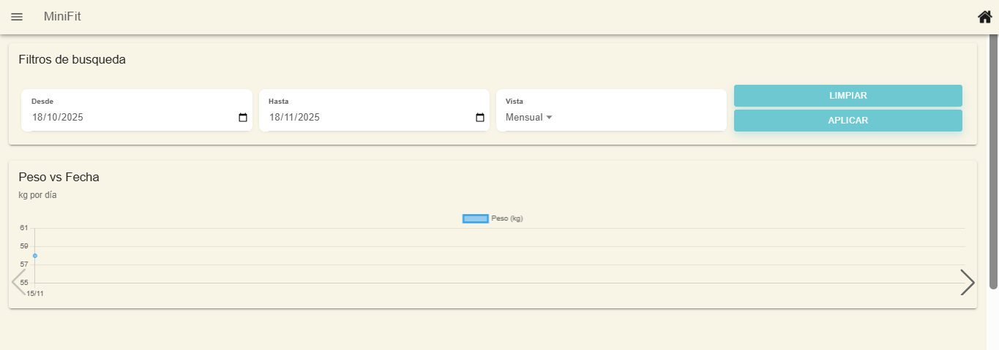 MiniFit
Filtros de busqueda
Desde
18/10/2025
Hasta
18/11/2025
Vista
Mensual
LIMPIAR
APLICAR
Peso vs Fecha
kg por día
Peso (kg)
61
59
57
55
15/11